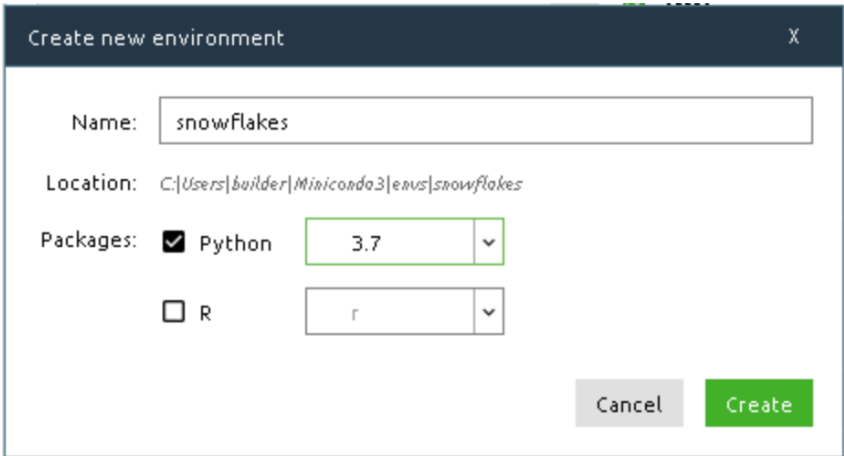 Create new environment X
Name: snowflakes
Location: C:|Users|builder|Miniconda3|envs|snowflakes
Packages: Python 3.7
R r
Cancel Create